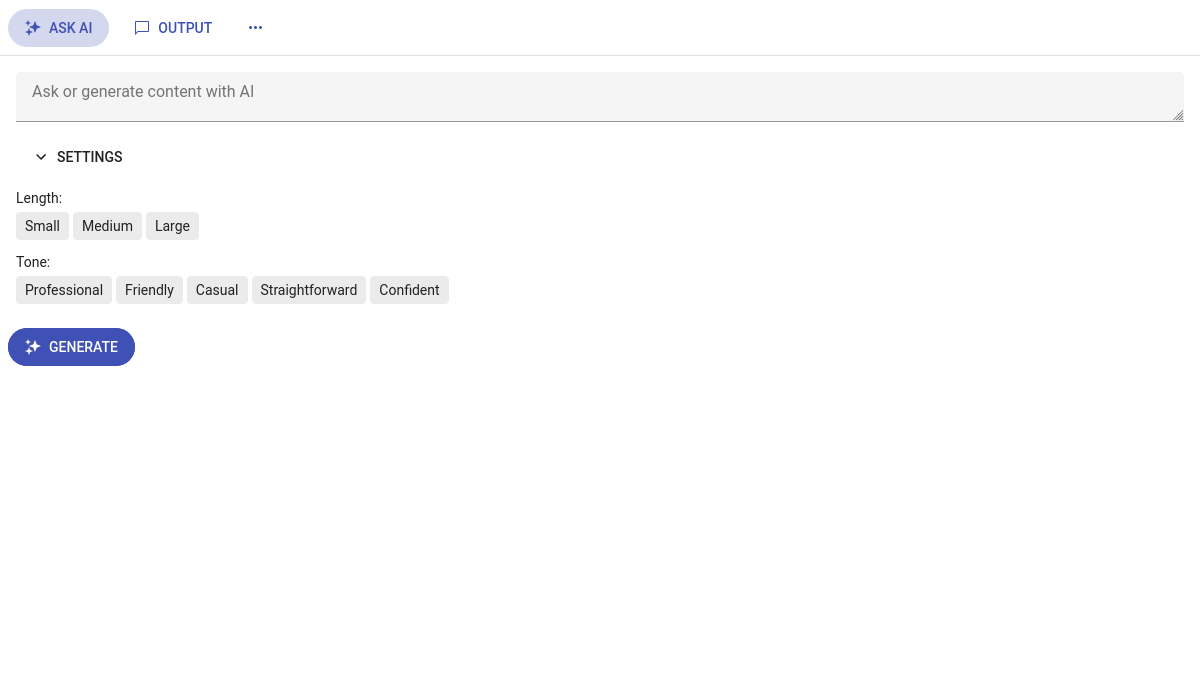 ASK AI OUTPUT
Ask or generate content with AI
SETTINGS
Length:
Small Medium Large
Tone:
Professional Friendly Casual Straightforward Confident
GENERATE